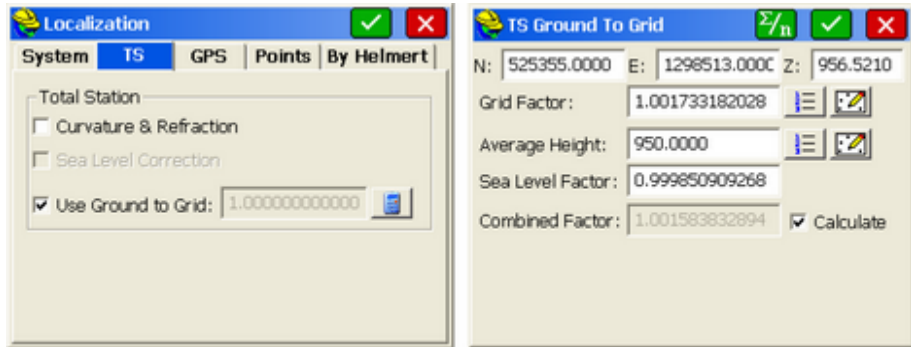 Localization
System TS GPS Points By Helmert
Total Station
Curvature & Refraction
Sea Level Correction
Use Ground to Grid: 1.000000000000
TS Ground To Grid Σ/n
N: 525355.0000 E: 1298513.000C Z: 956.5210
Grid Factor: 1.001733182028
Average Height: 950.0000
Sea Level Factor: 0.999850909268
Combined Factor: 1.001583832894 Calculate